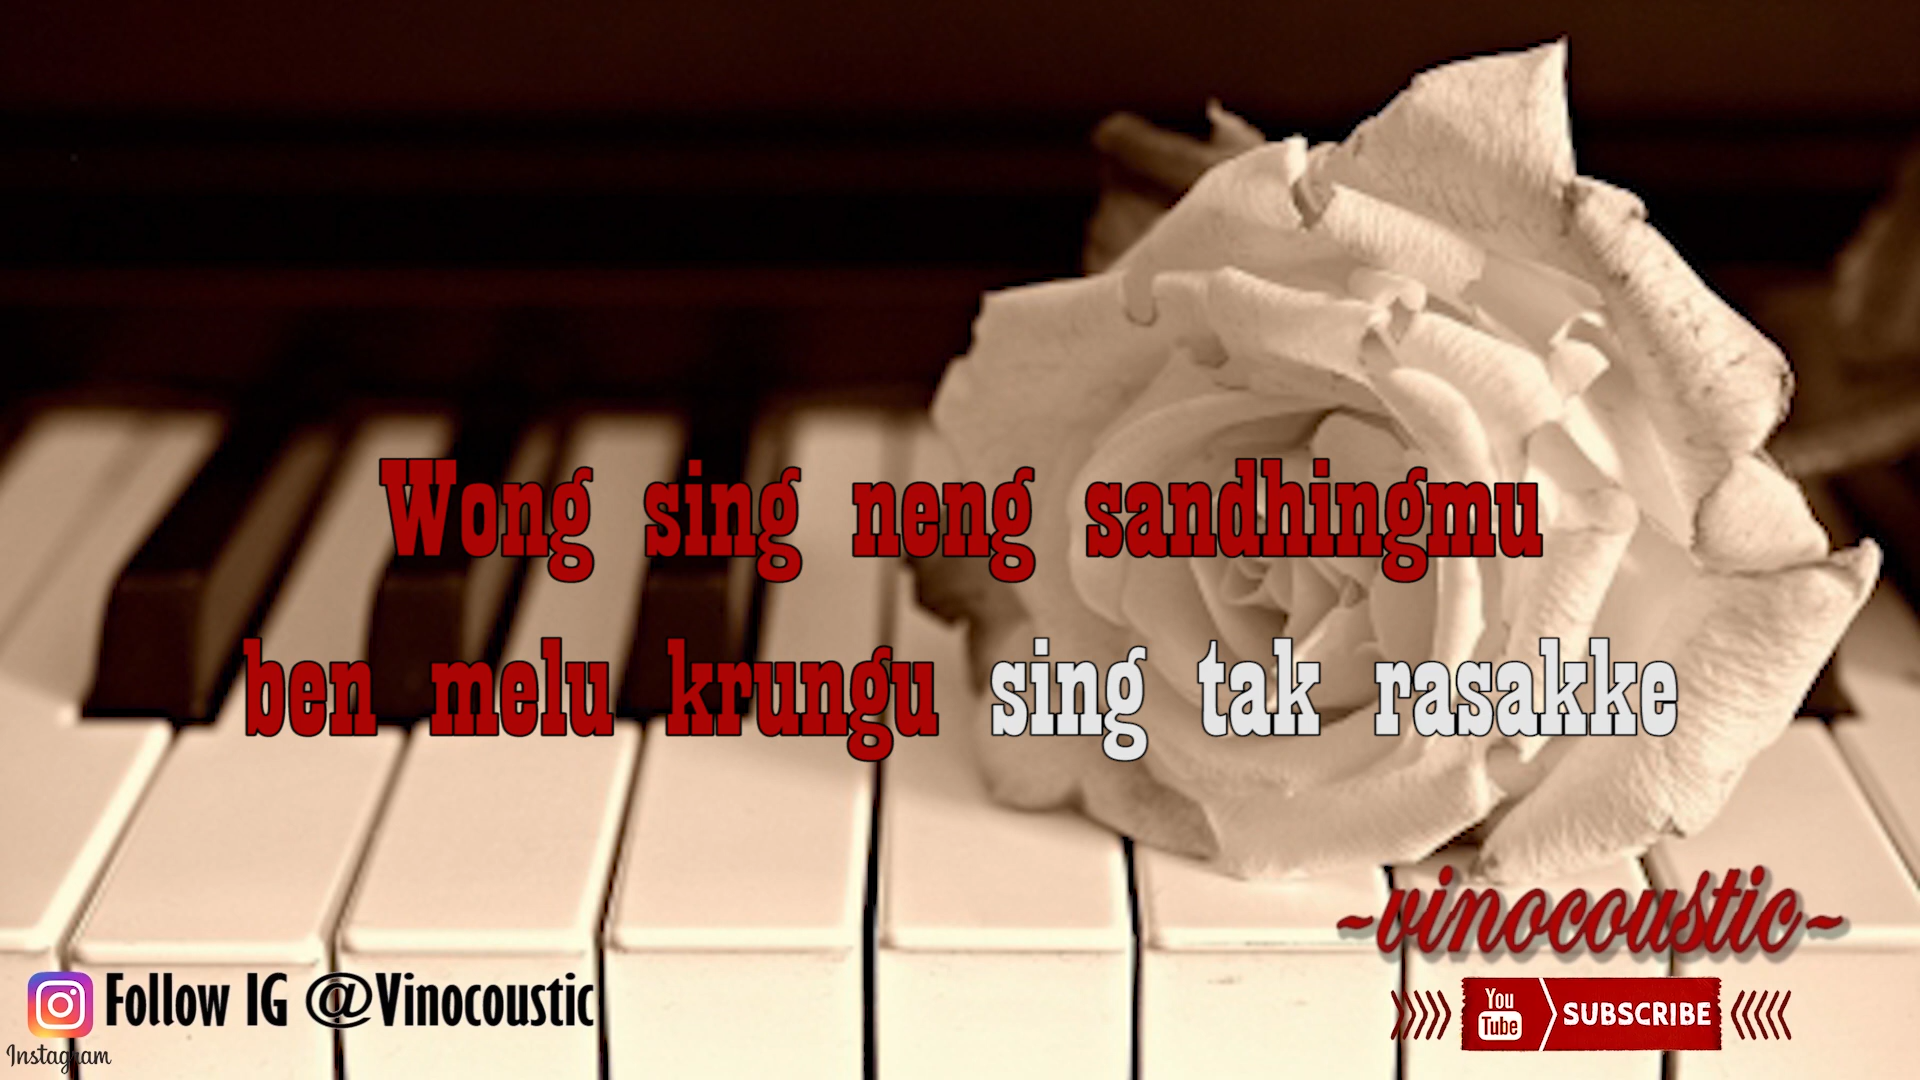 Wong sing neng sandhingmu
ben melu krungu sing tak rasakke
~vinocoustic~
Follow IG @Vinocoustic
Instagram
You
Tube
SUBSCRIBE